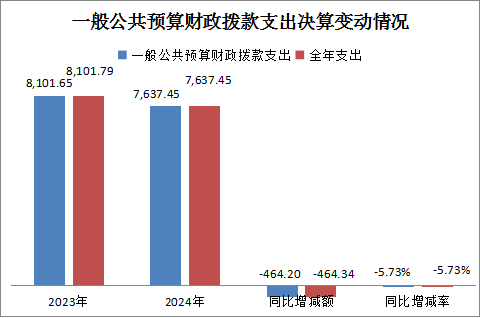 一般公共预算财政拨款支出决算变动情况
一般公共预算财政拨款支出 全年支出
8,101.65 8,101.79 7,637.45 7,637.45
-464.20 -464.34 -5.73% -5.73%
2023年 2024年 同比增减额 同比增减率